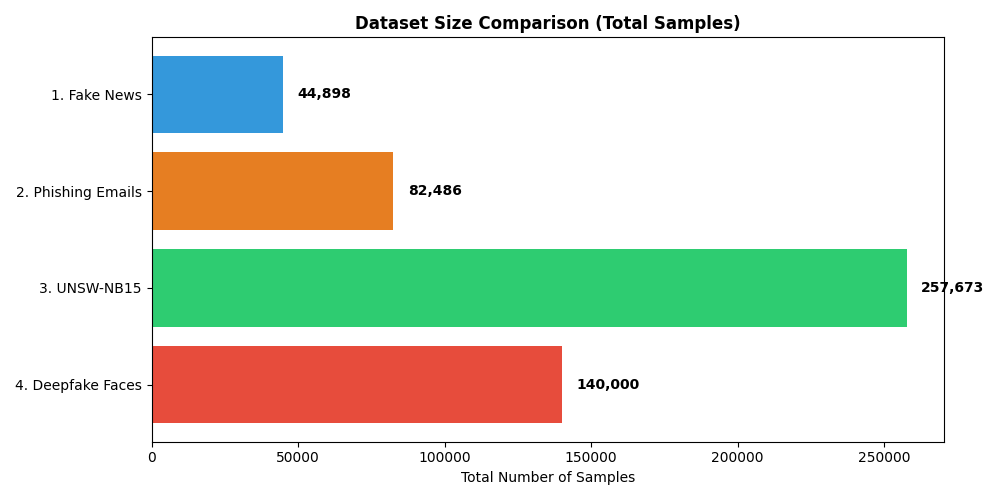 Dataset Size Comparison (Total Samples)
1. Fake News
44,898
2. Phishing Emails
82,486
3. UNSW-NB15
257,673
4. Deepfake Faces
140,000
0 50000 100000 150000 200000 250000
Total Number of Samples